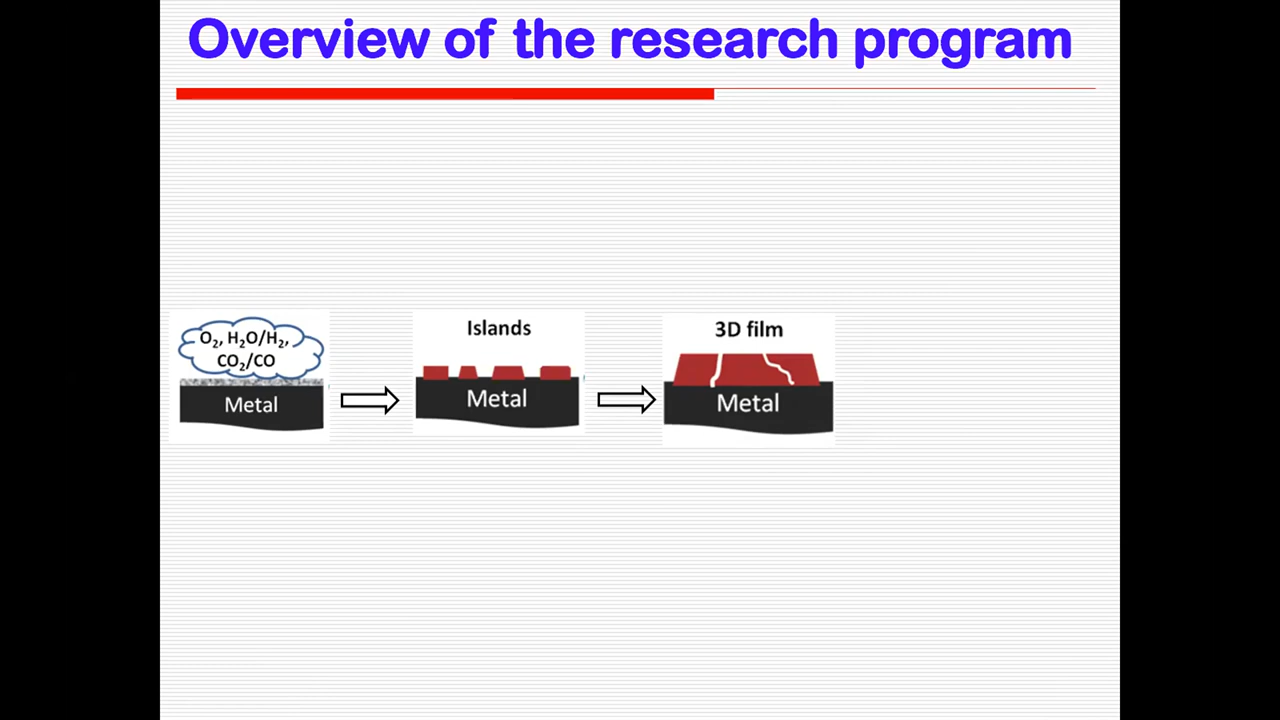 Overview of the research program
O₂, H₂O/H₂,
CO₂/CO
Metal
Islands
Metal
3D film
Metal